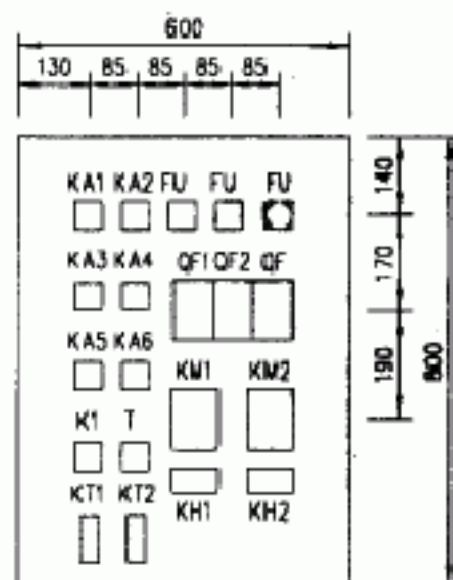 600
130 85 85 85 85
KA1 KA2 FU FU FU
140
KA3 KA4 QF1 QF2 QF
170
KA5 KA6 KM1 KM2
190
800
K1 T
KT1 KT2 KH1 KH2